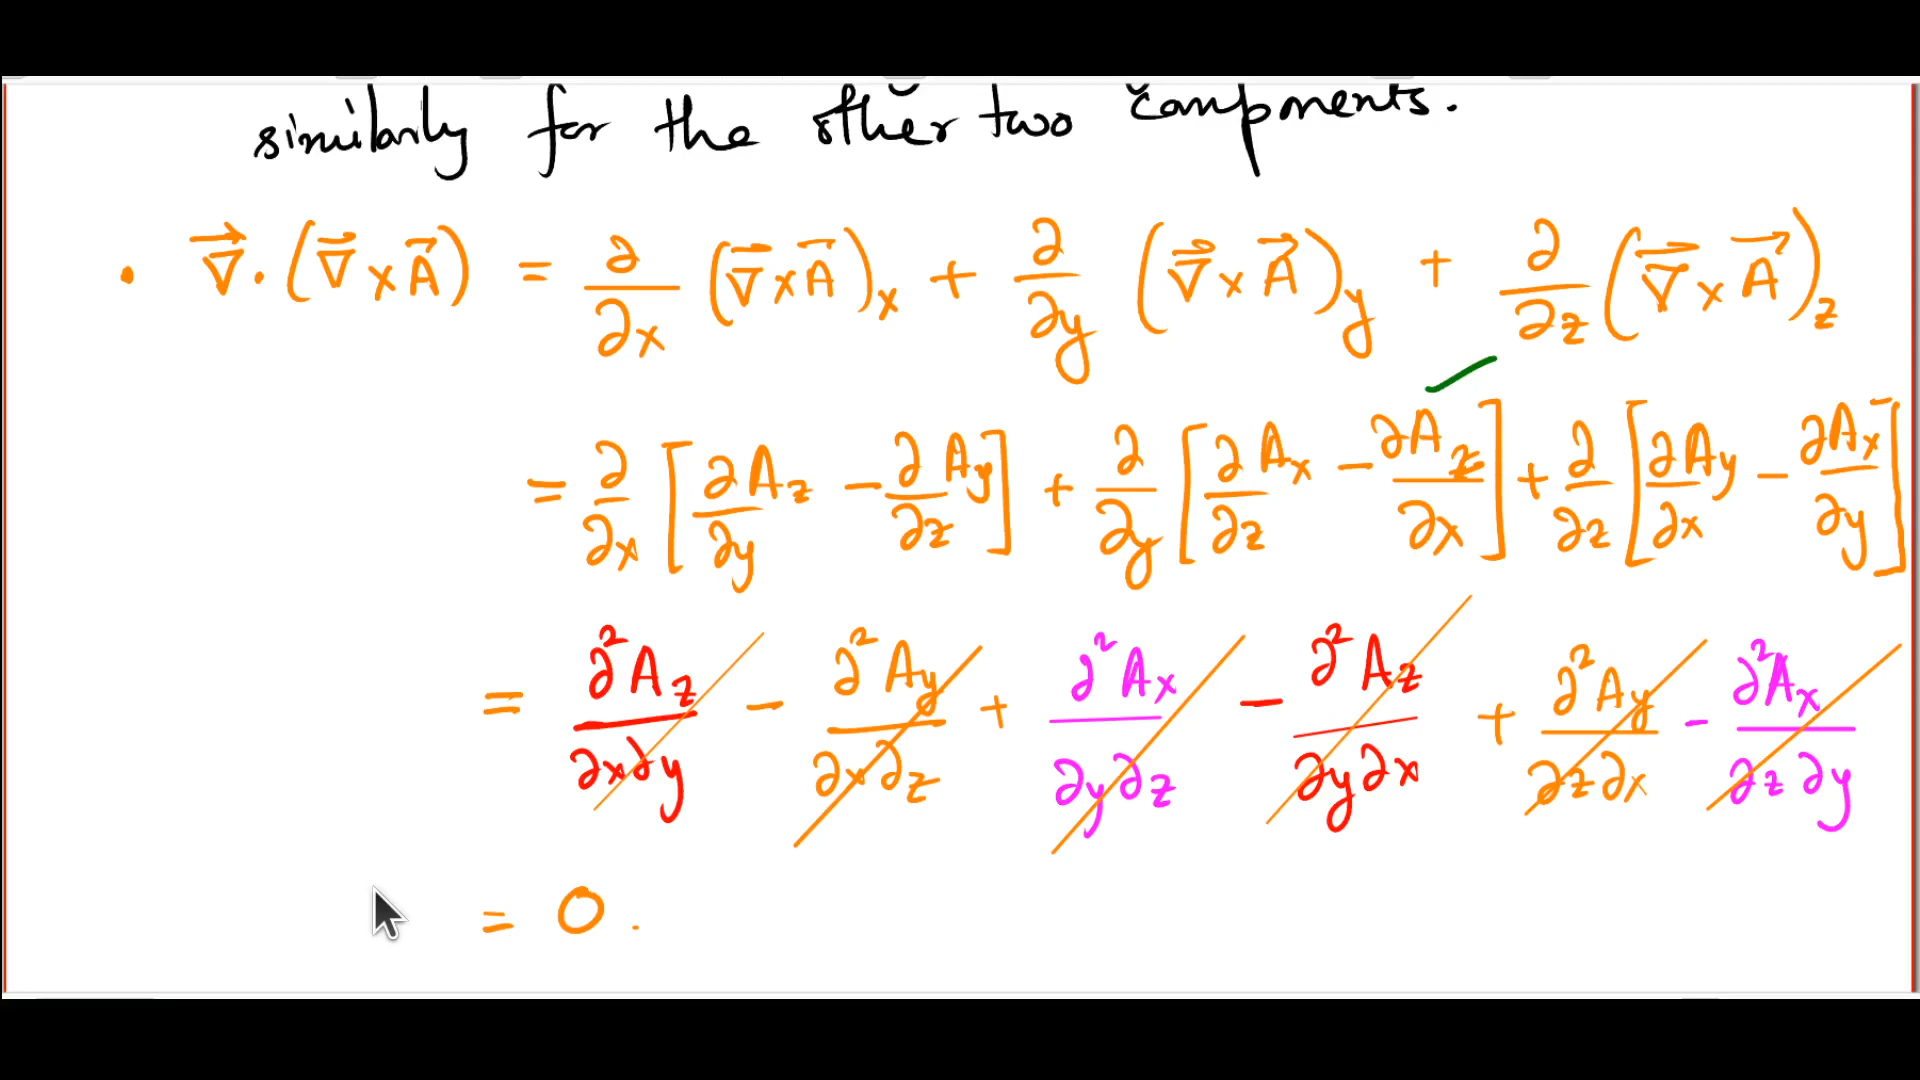 similarly for the other two components.
• ∇⃗·(∇⃗×A⃗) = ∂/∂x (∇⃗×A⃗)ₓ + ∂/∂y (∇⃗×A⃗)_y + ∂/∂z (∇⃗×A⃗)_z
= ∂/∂x [∂A_z/∂y − ∂A_y/∂z] + ∂/∂y [∂Aₓ/∂z − ∂A_z/∂x] + ∂/∂z [∂A_y/∂x − ∂Aₓ/∂y]
= ∂²A_z/∂x∂y − ∂²A_y/∂x∂z + ∂²Aₓ/∂y∂z − ∂²A_z/∂y∂x + ∂²A_y/∂z∂x − ∂²Aₓ/∂z∂y
= 0.